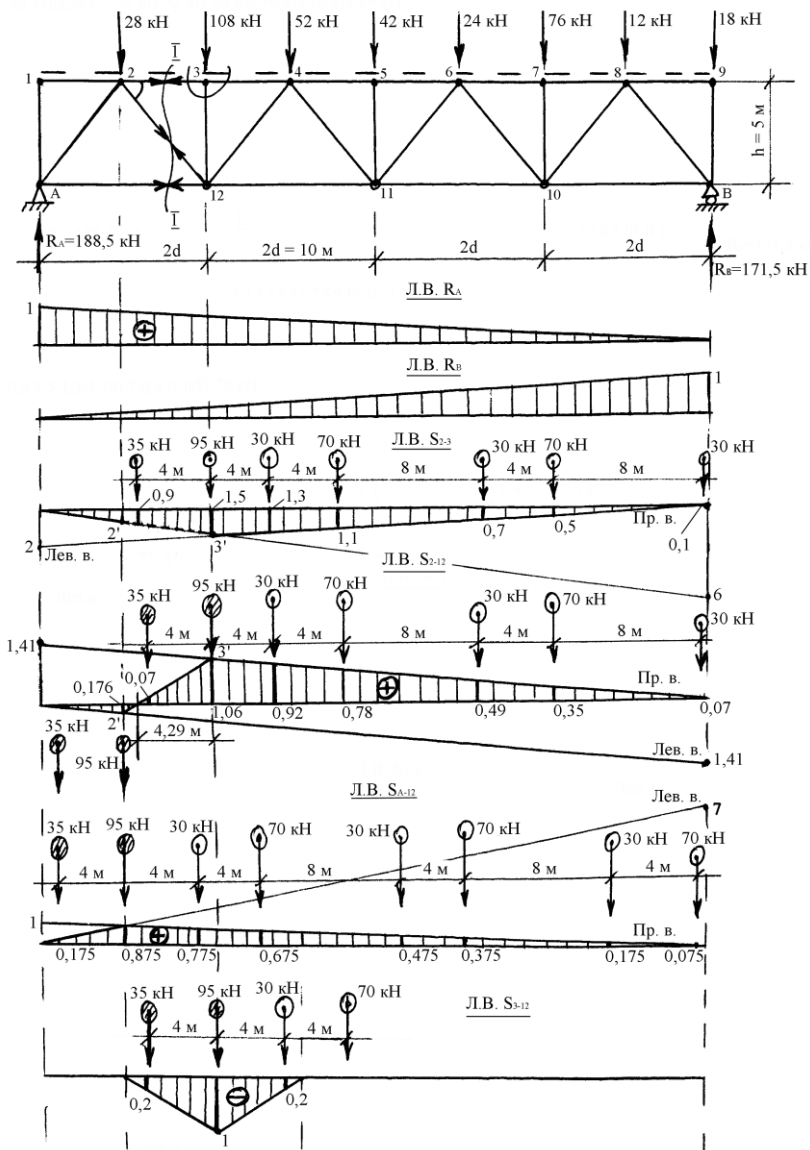 28 кН 108 кН 52 кН 42 кН 24 кН 76 кН 12 кН 18 кН
I
1 2 3 4 5 6 7 8 9
h = 5 м
A 12 11 10 B
I
RA=188,5 кН 2d 2d = 10 м 2d 2d RB=171,5 кН
Л.В. RA
1
Л.В. RB
1
Л.В. S2-3
35 кН 95 кН 30 кН 70 кН 30 кН 70 кН 30 кН
4 м 4 м 4 м 8 м 4 м 8 м
0,9 1,5 1,3
2' 3' 1,1 0,7 0,5 Пр. в. 0,1
2 Лев. в.
Л.В. S2-12
6
35 кН 95 кН 30 кН 70 кН 30 кН 70 кН 30 кН
4 м 4 м 4 м 8 м 4 м 8 м
1,41 3'
0,176 0,07 Пр. в.
2' 1,06 0,92 0,78 0,49 0,35 0,07
35 кН 4,29 м
95 кН Лев. в. 1,41
Л.В. SA-12
Лев. в. 7
35 кН 95 кН 30 кН 70 кН 30 кН 70 кН 30 кН 70 кН
4 м 4 м 4 м 8 м 4 м 8 м 4 м
1 Пр. в.
0,175 0,875 0,775 0,675 0,475 0,375 0,175 0,075
35 кН 95 кН 30 кН 70 кН Л.В. S3-12
4 м 4 м 4 м
0,2 0,2
1